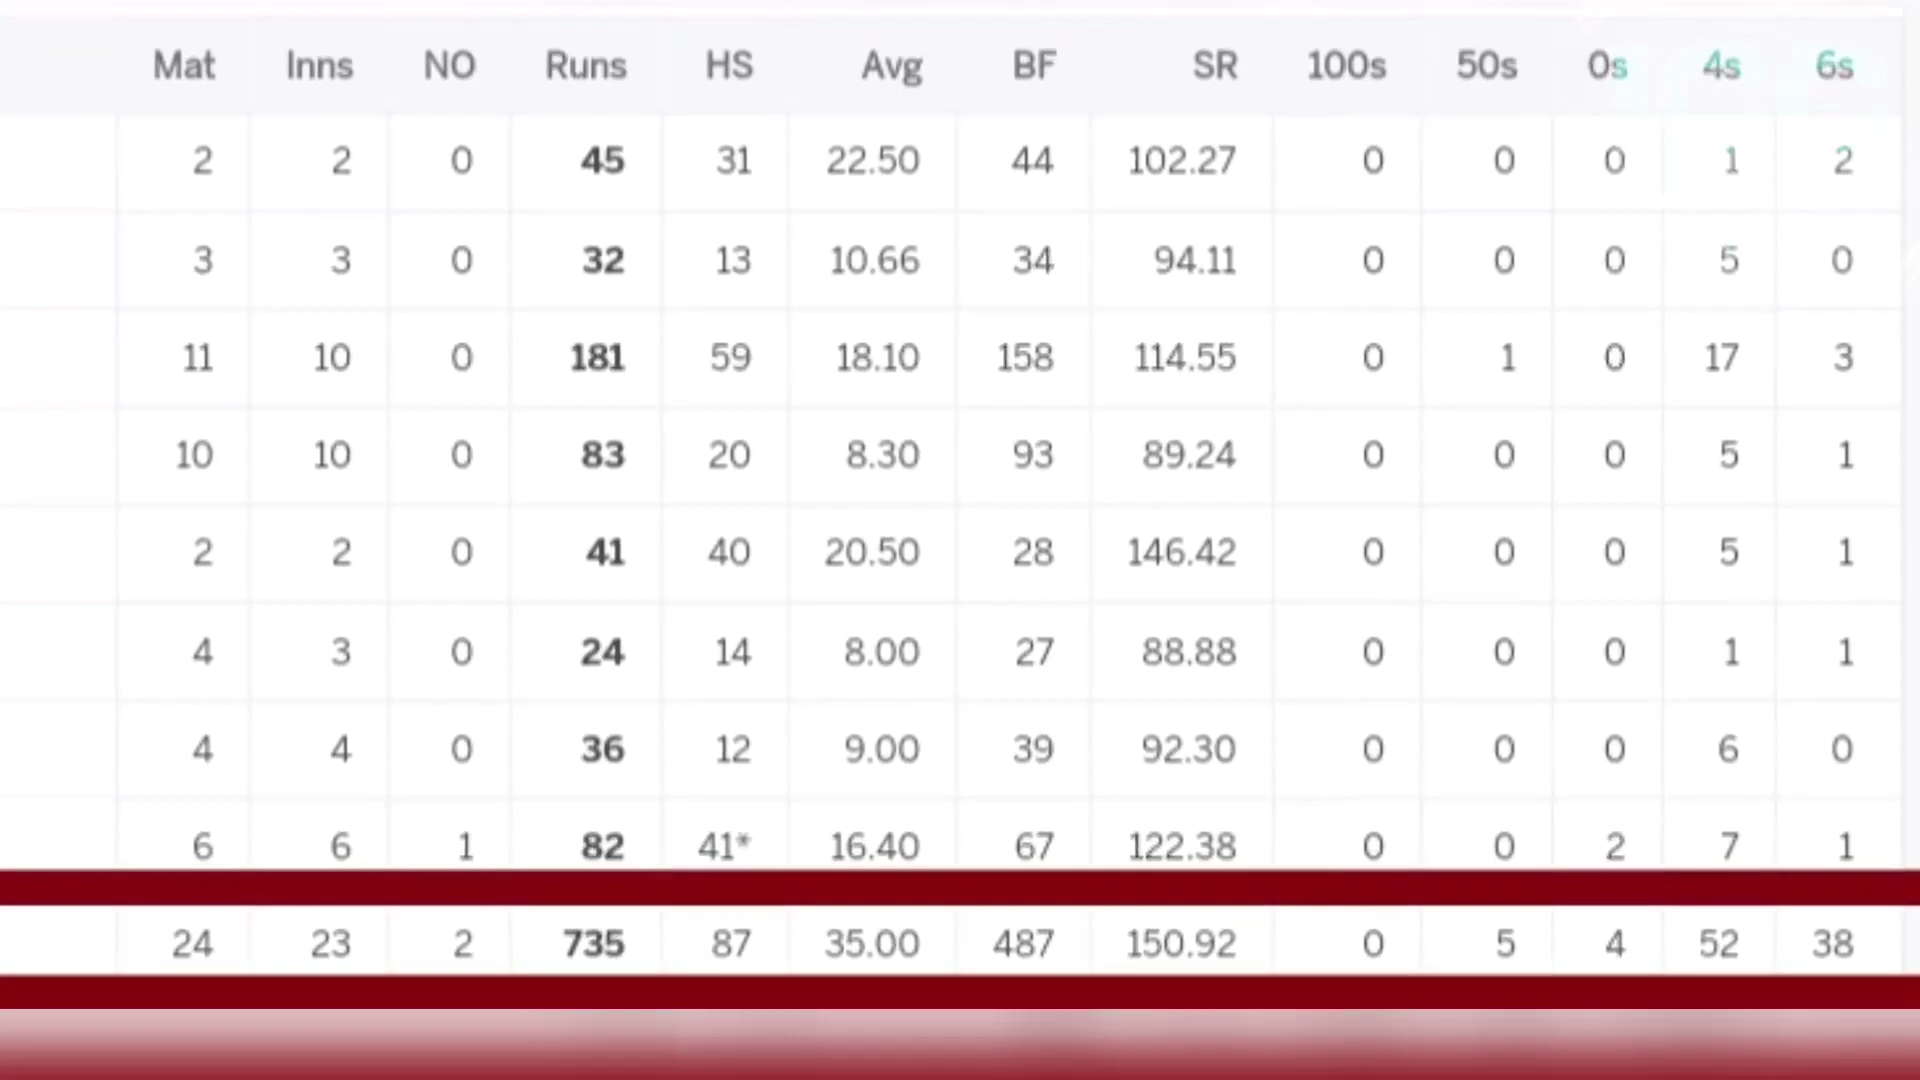 Mat Inns NO Runs HS Avg BF SR 100s 50s 0s 4s 6s
2 2 0 45 31 22.50 44 102.27 0 0 0 1 2
3 3 0 32 13 10.66 34 94.11 0 0 0 5 0
11 10 0 181 59 18.10 158 114.55 0 1 0 17 3
10 10 0 83 20 8.30 93 89.24 0 0 0 5 1
2 2 0 41 40 20.50 28 146.42 0 0 0 5 1
4 3 0 24 14 8.00 27 88.88 0 0 0 1 1
4 4 0 36 12 9.00 39 92.30 0 0 0 6 0
6 6 1 82 41* 16.40 67 122.38 0 0 2 7 1
24 23 2 735 87 35.00 487 150.92 0 5 4 52 38